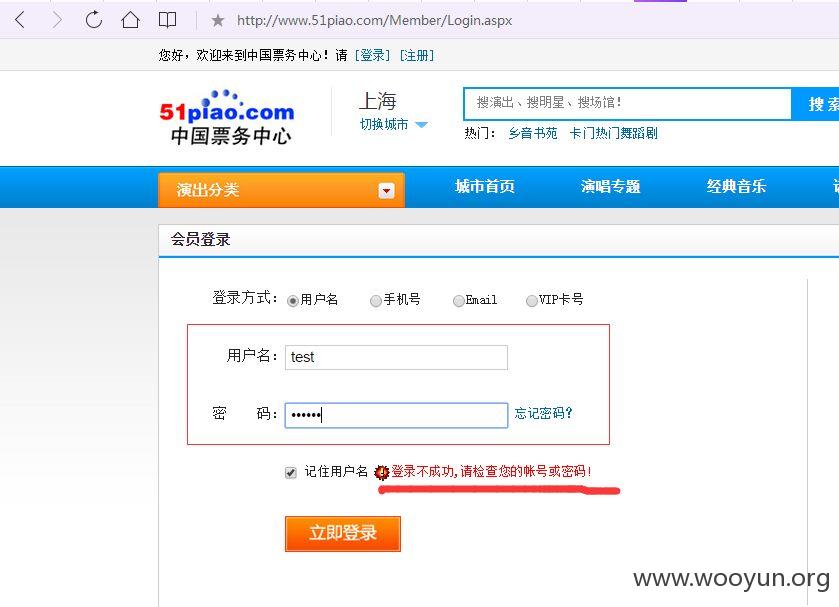 http://www.51piao.com/Member/Login.aspx
您好，欢迎来到中国票务中心！请 [登录] [注册]
51piao.com
中国票务中心
上海
切换城市
搜演出、搜明星、搜场馆！
搜 索
热门： 乡音书苑 卡门热门舞蹈剧
演出分类
城市首页 演唱专题 经典音乐
会员登录
登录方式： 用户名 手机号 Email VIP卡号
用户名： test
密 码： ••••••
忘记密码?
记住用户名 登录不成功,请检查您的帐号或密码!
立即登录
www.wooyun.org